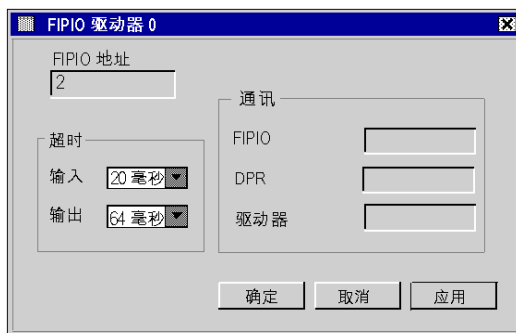 FIPIO 驱动器 0
FIPIO 地址
2
超时
输入 20 毫秒
输出 64 毫秒
通讯
FIPIO
DPR
驱动器
确定 取消 应用